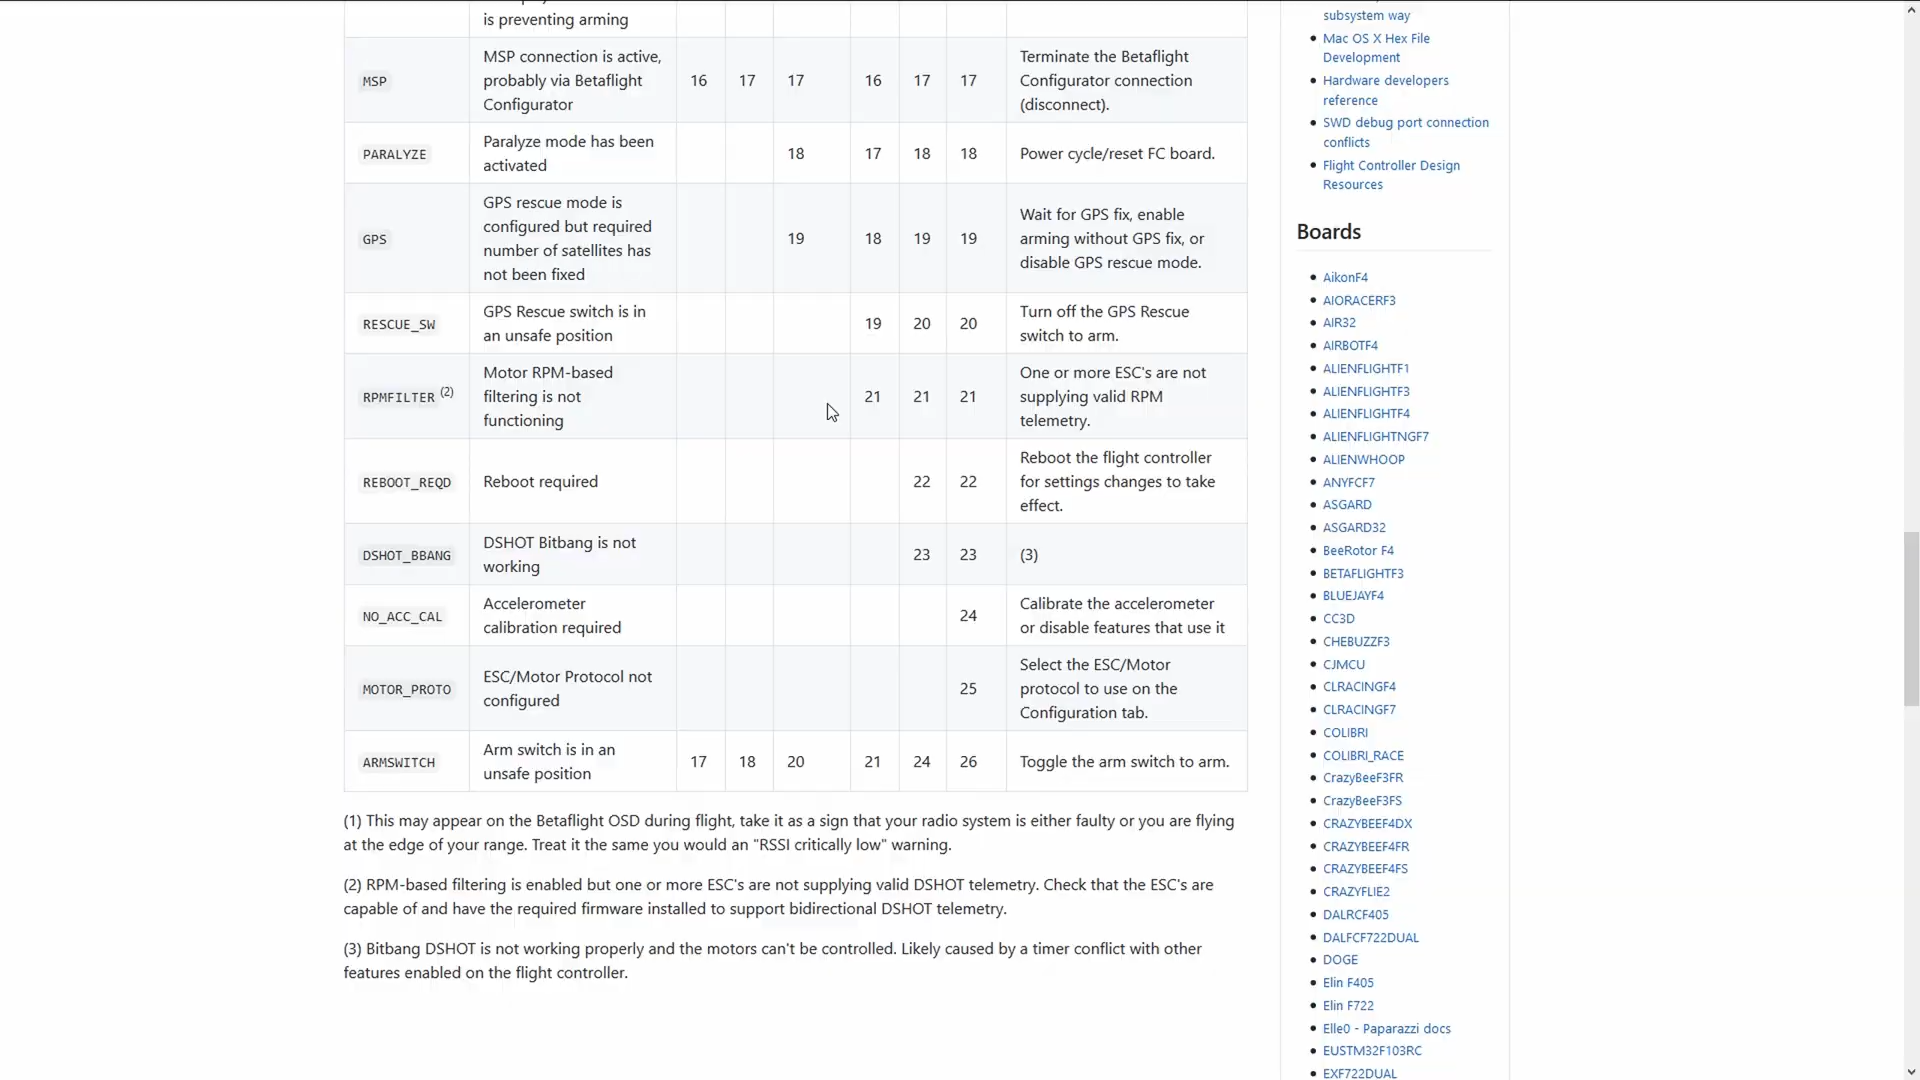 is preventing arming
MSP
MSP connection is active,
probably via Betaflight
Configurator
16 17 17 16 17 17
Terminate the Betaflight
Configurator connection
(disconnect).
PARALYZE
Paralyze mode has been
activated
18 17 18 18
Power cycle/reset FC board.
GPS
GPS rescue mode is
configured but required
number of satellites has
not been fixed
19 18 19 19
Wait for GPS fix, enable
arming without GPS fix, or
disable GPS rescue mode.
RESCUE_SW
GPS Rescue switch is in
an unsafe position
19 20 20
Turn off the GPS Rescue
switch to arm.
RPMFILTER (2)
Motor RPM-based
filtering is not
functioning
21 21 21
One or more ESC's are not
supplying valid RPM
telemetry.
REBOOT_REQD
Reboot required
22 22
Reboot the flight controller
for settings changes to take
effect.
DSHOT_BBANG
DSHOT Bitbang is not
working
23 23
(3)
NO_ACC_CAL
Accelerometer
calibration required
24
Calibrate the accelerometer
or disable features that use it
MOTOR_PROTO
ESC/Motor Protocol not
configured
25
Select the ESC/Motor
protocol to use on the
Configuration tab.
ARMSWITCH
Arm switch is in an
unsafe position
17 18 20 21 24 26
Toggle the arm switch to arm.
(1) This may appear on the Betaflight OSD during flight, take it as a sign that your radio system is either faulty or you are flying
at the edge of your range. Treat it the same you would an "RSSI critically low" warning.
(2) RPM-based filtering is enabled but one or more ESC's are not supplying valid DSHOT telemetry. Check that the ESC's are
capable of and have the required firmware installed to support bidirectional DSHOT telemetry.
(3) Bitbang DSHOT is not working properly and the motors can't be controlled. Likely caused by a timer conflict with other
features enabled on the flight controller.
subsystem way
Mac OS X Hex File
Development
Hardware developers
reference
SWD debug port connection
conflicts
Flight Controller Design
Resources
Boards
AikonF4
AIORACERF3
AIR32
AIRBOTF4
ALIENFLIGHTF1
ALIENFLIGHTF3
ALIENFLIGHTF4
ALIENFLIGHTNGF7
ALIENWHOOP
ANYFCF7
ASGARD
ASGARD32
BeeRotor F4
BETAFLIGHTF3
BLUEJAYF4
CC3D
CHEBUZZF3
CJMCU
CLRACINGF4
CLRACINGF7
COLIBRI
COLIBRI_RACE
CrazyBeeF3FR
CrazyBeeF3FS
CRAZYBEEF4DX
CRAZYBEEF4FR
CRAZYBEEF4FS
CRAZYFLIE2
DALRCF405
DALFCF722DUAL
DOGE
Elin F405
Elin F722
Elle0 - Paparazzi docs
EUSTM32F103RC
EXF722DUAL